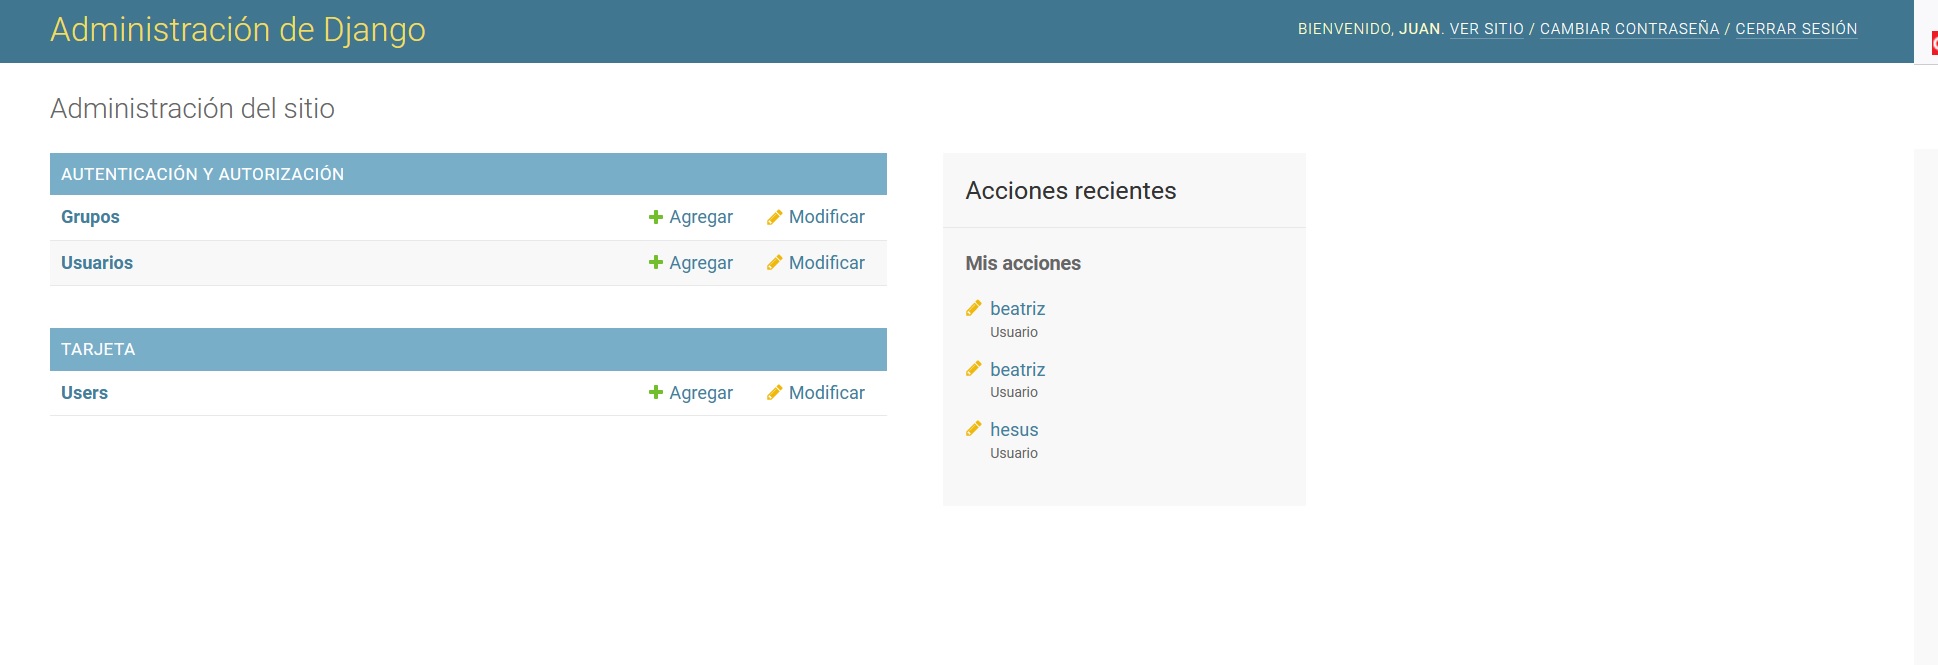 Administración de Django
BIENVENIDO, JUAN. VER SITIO / CAMBIAR CONTRASEÑA / CERRAR SESIÓN
Administración del sitio
AUTENTICACIÓN Y AUTORIZACIÓN
Grupos Agregar Modificar
Usuarios Agregar Modificar
TARJETA
Users Agregar Modificar
Acciones recientes
Mis acciones
beatriz
Usuario
beatriz
Usuario
hesus
Usuario